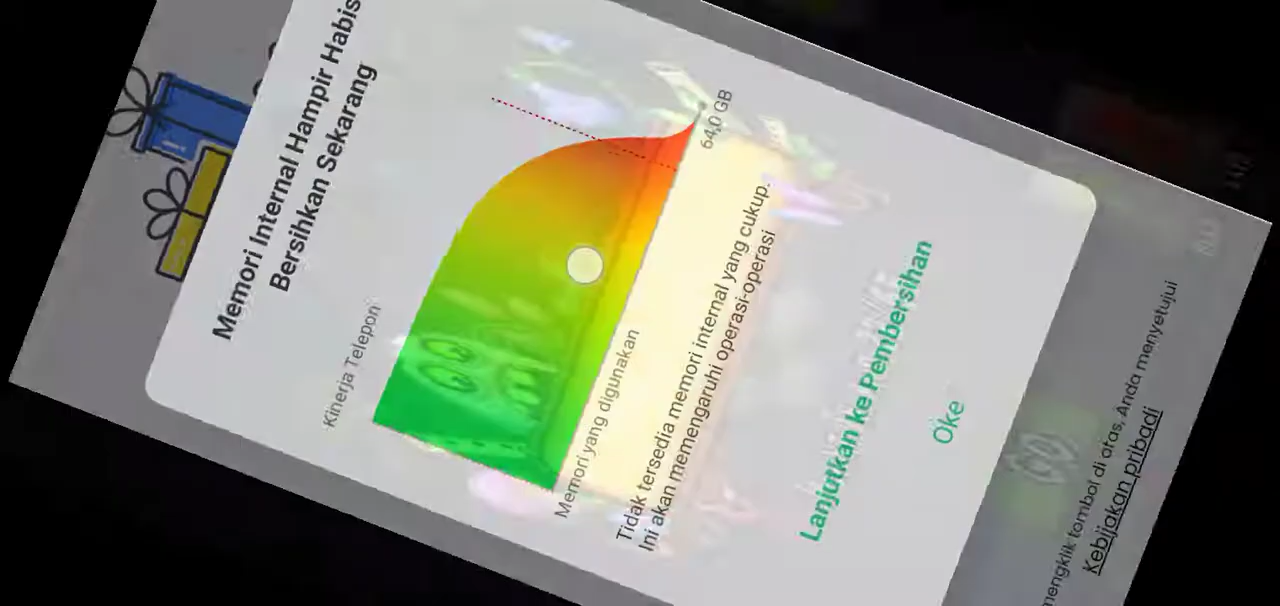 Memori Internal Hampir Habis
Bersihkan Sekarang
Kinerja Telepon
64,0 GB
Memori yang digunakan
Tidak tersedia memori internal yang cukup.
Ini akan memengaruhi operasi-operasi
Lanjutkan ke Pembersihan
Oke
mengklik tombol di atas, Anda menyetujui
Kebijakan pribadi